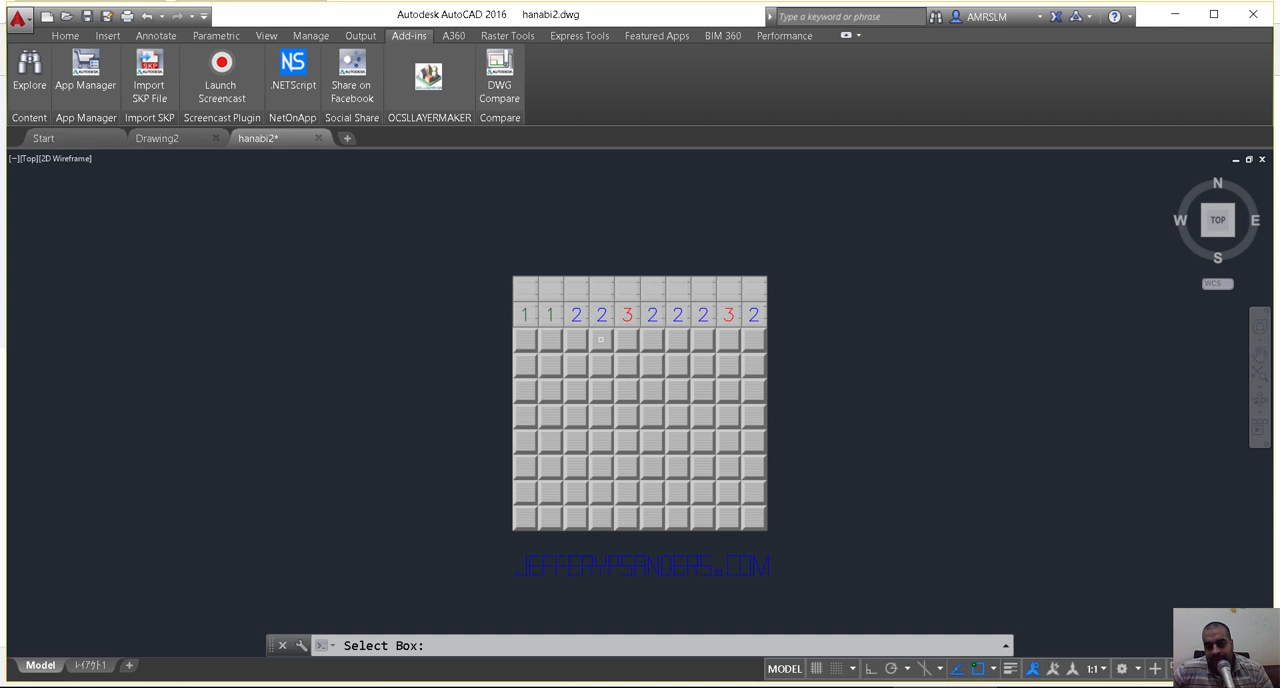 Autodesk AutoCAD 2016 hanabi2.dwg
Type a keyword or phrase
AMRSLM
Home Insert Annotate Parametric View Manage Output Add-ins A360 Raster Tools Express Tools Featured Apps BIM 360 Performance
Explore
App Manager
Import
SKP File
Launch
Screencast
.NETScript
Share on
Facebook
DWG
Compare
Content App Manager Import SKP Screencast Plugin NetOnApp Social Share OCSLLAYERMAKER Compare
Start Drawing2 hanabi2*
[−][Top][2D Wireframe]
N
W TOP E
S
WCS
1 1 2 2 3 2 2 2 3 2
JEFFERYPSANDERS.COM
Select Box:
Model レイアウト1
MODEL 1:1